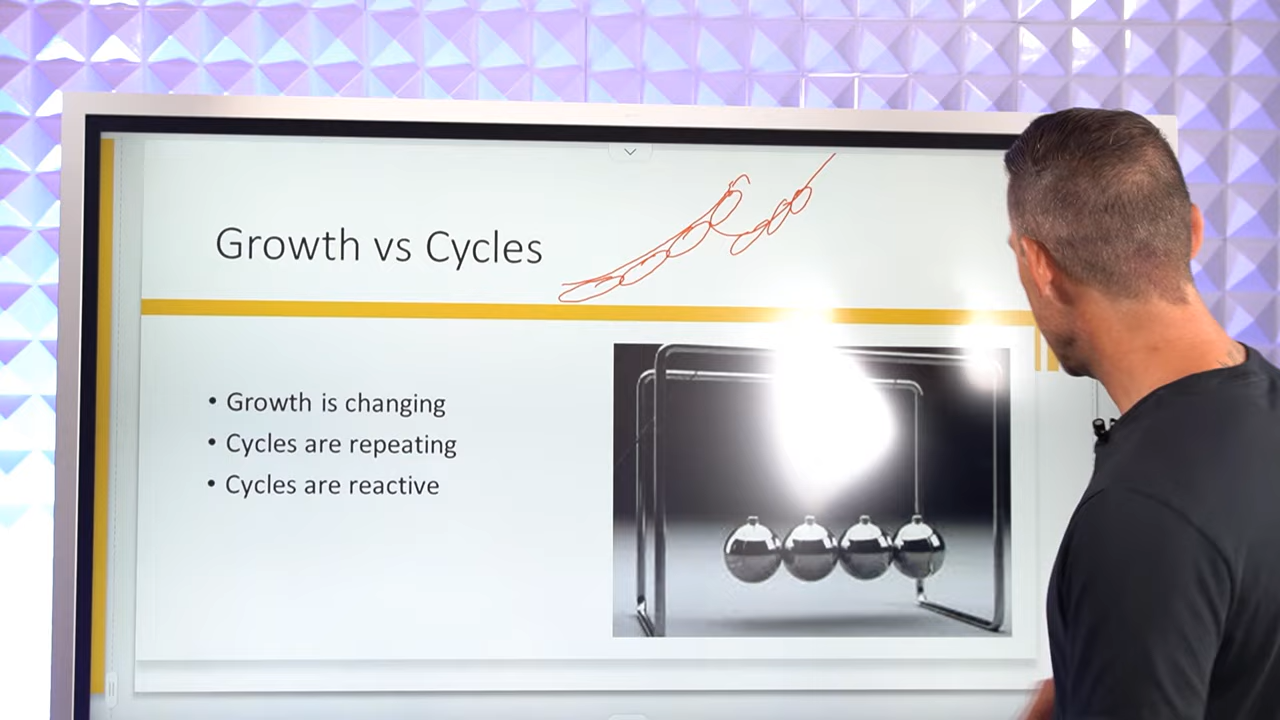 Growth vs Cycles
• Growth is changing
• Cycles are repeating
• Cycles are reactive